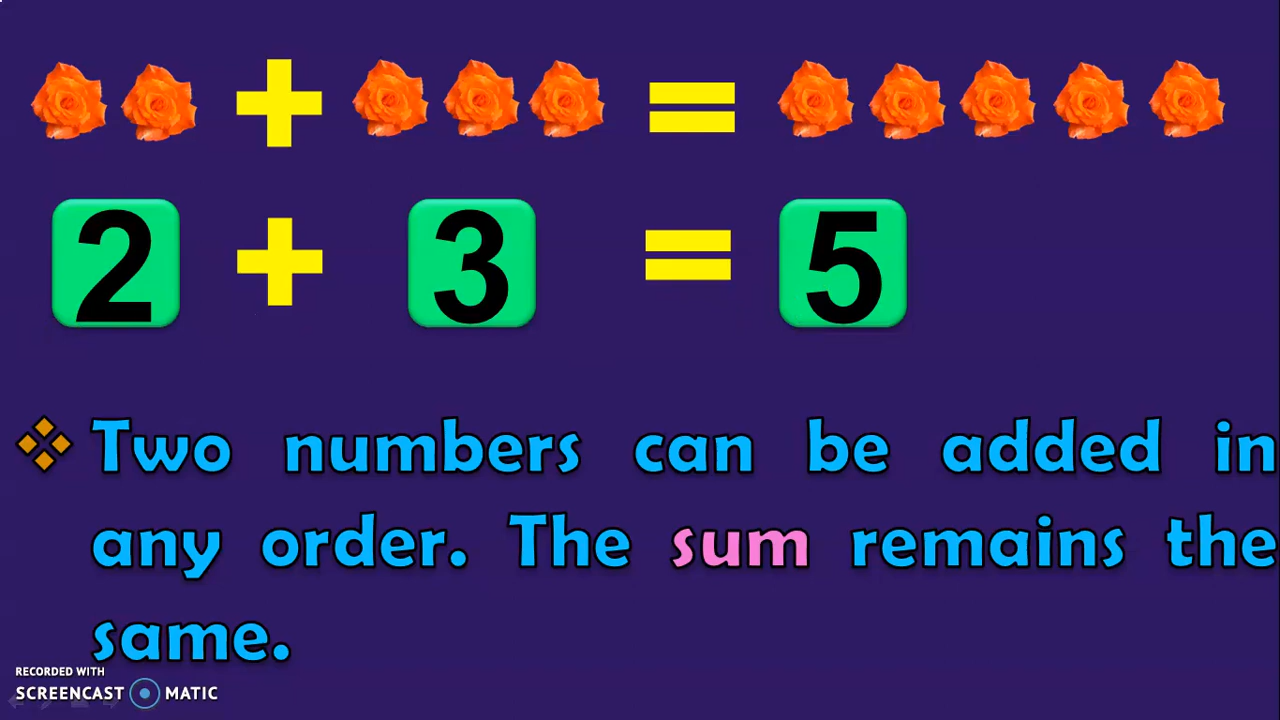 + =
2 + 3 = 5
❖ Two numbers can be added in
any order. The sum remains the
same.
RECORDED WITH
SCREENCAST MATIC